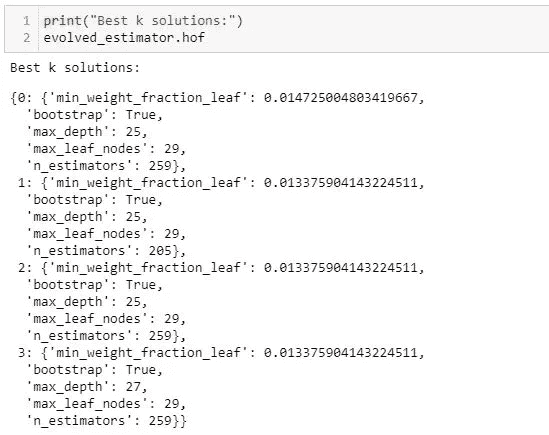 1 print("Best k solutions:")
2 evolved_estimator.hof
Best k solutions:
{0: {'min_weight_fraction_leaf': 0.014725004803419667,
'bootstrap': True,
'max_depth': 25,
'max_leaf_nodes': 29,
'n_estimators': 259},
1: {'min_weight_fraction_leaf': 0.013375904143224511,
'bootstrap': True,
'max_depth': 25,
'max_leaf_nodes': 29,
'n_estimators': 205},
2: {'min_weight_fraction_leaf': 0.013375904143224511,
'bootstrap': True,
'max_depth': 25,
'max_leaf_nodes': 29,
'n_estimators': 259},
3: {'min_weight_fraction_leaf': 0.013375904143224511,
'bootstrap': True,
'max_depth': 27,
'max_leaf_nodes': 29,
'n_estimators': 259}}